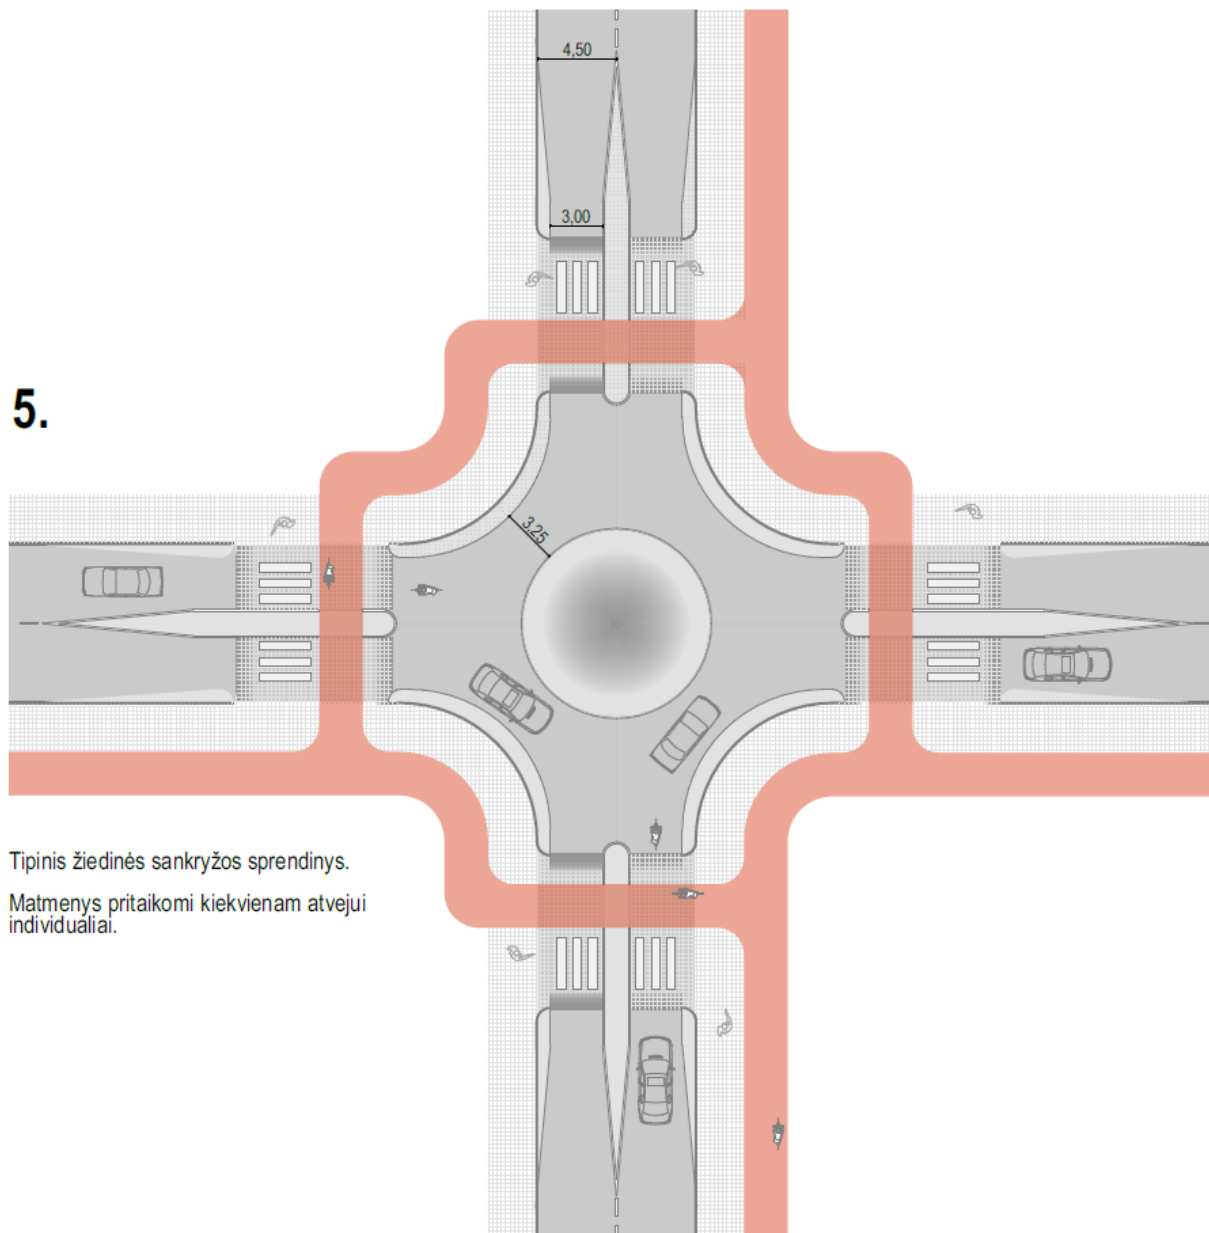 4,50
3,00
5.
3,25
Tipinis žiedinės sankryžos sprendinys.
Matmenys pritaikomi kiekvienam atvejui
individualiai.